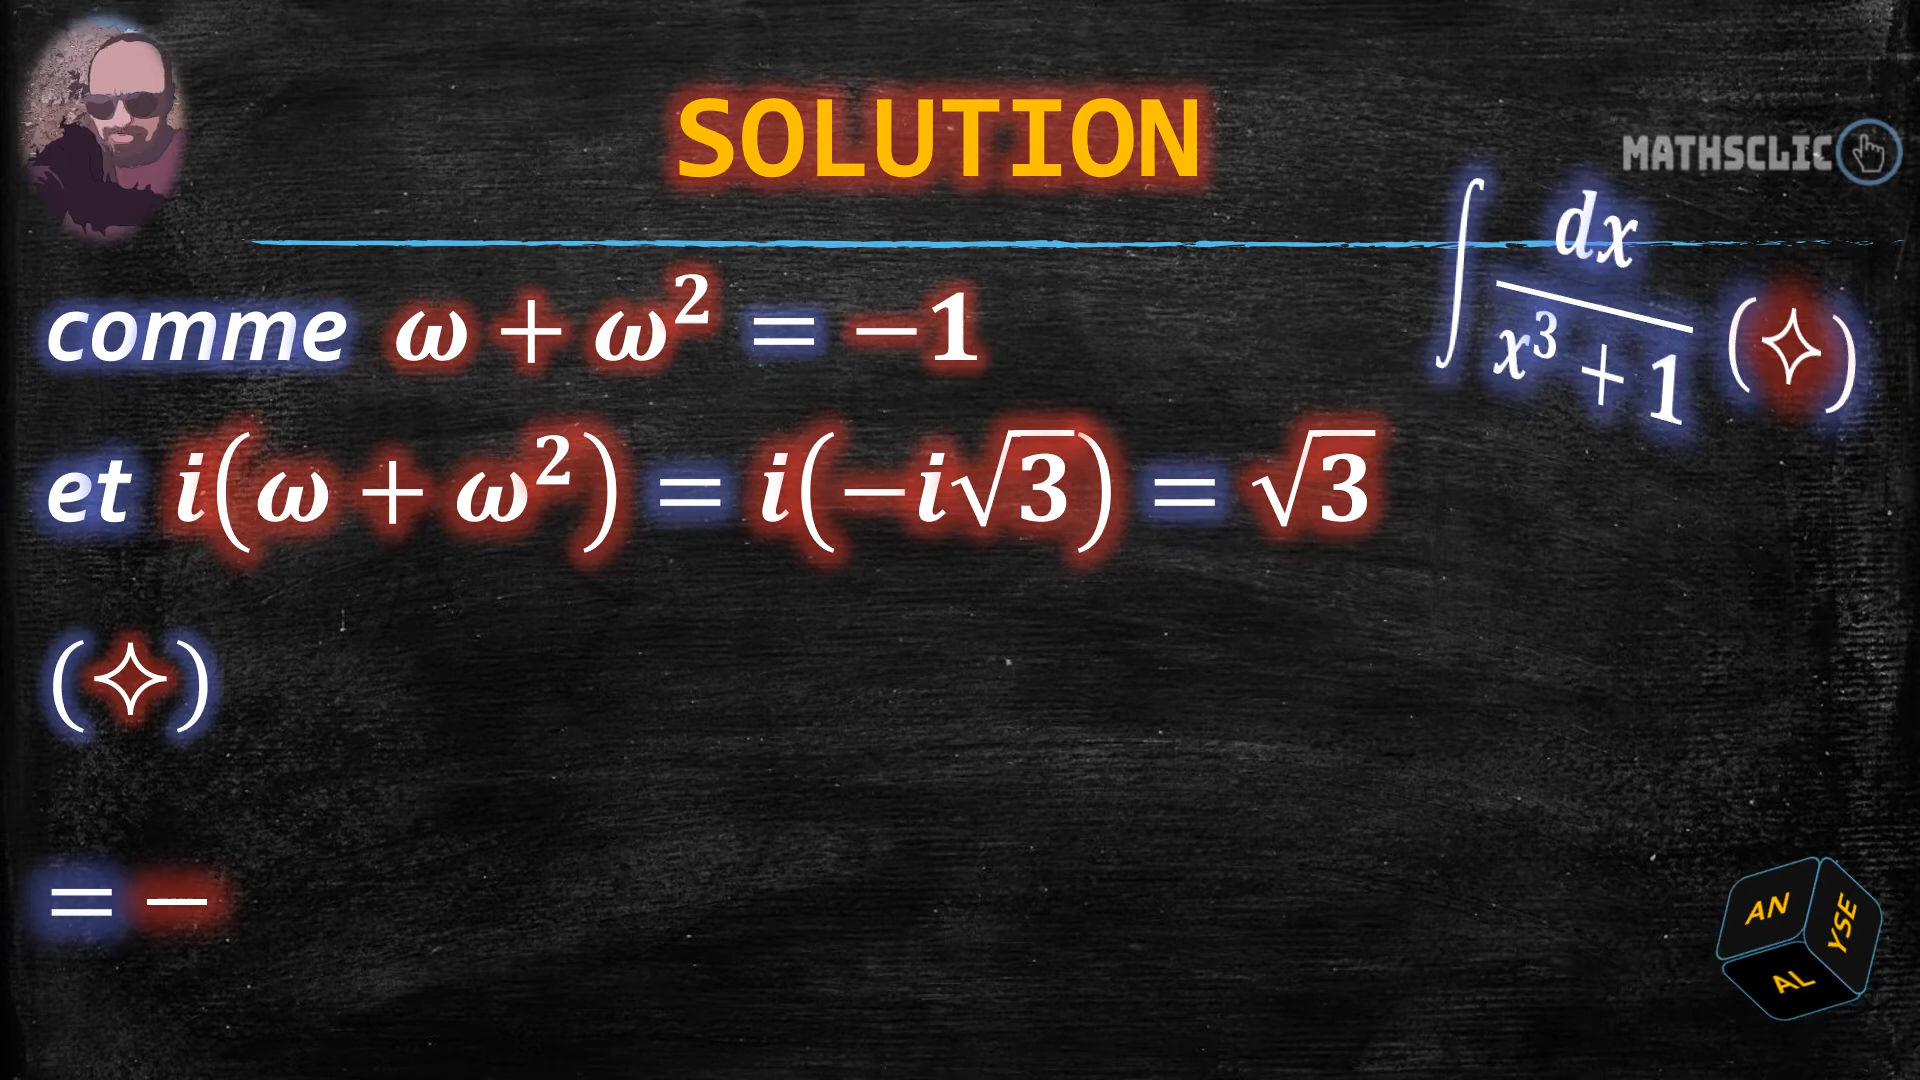 SOLUTION
MATHSCLIC
∫ dx / (x³ + 1) (✧)
comme ω + ω² = −1
et i(ω + ω²) = i(−i√3) = √3
(✧)
= −
AN
AL
YSE